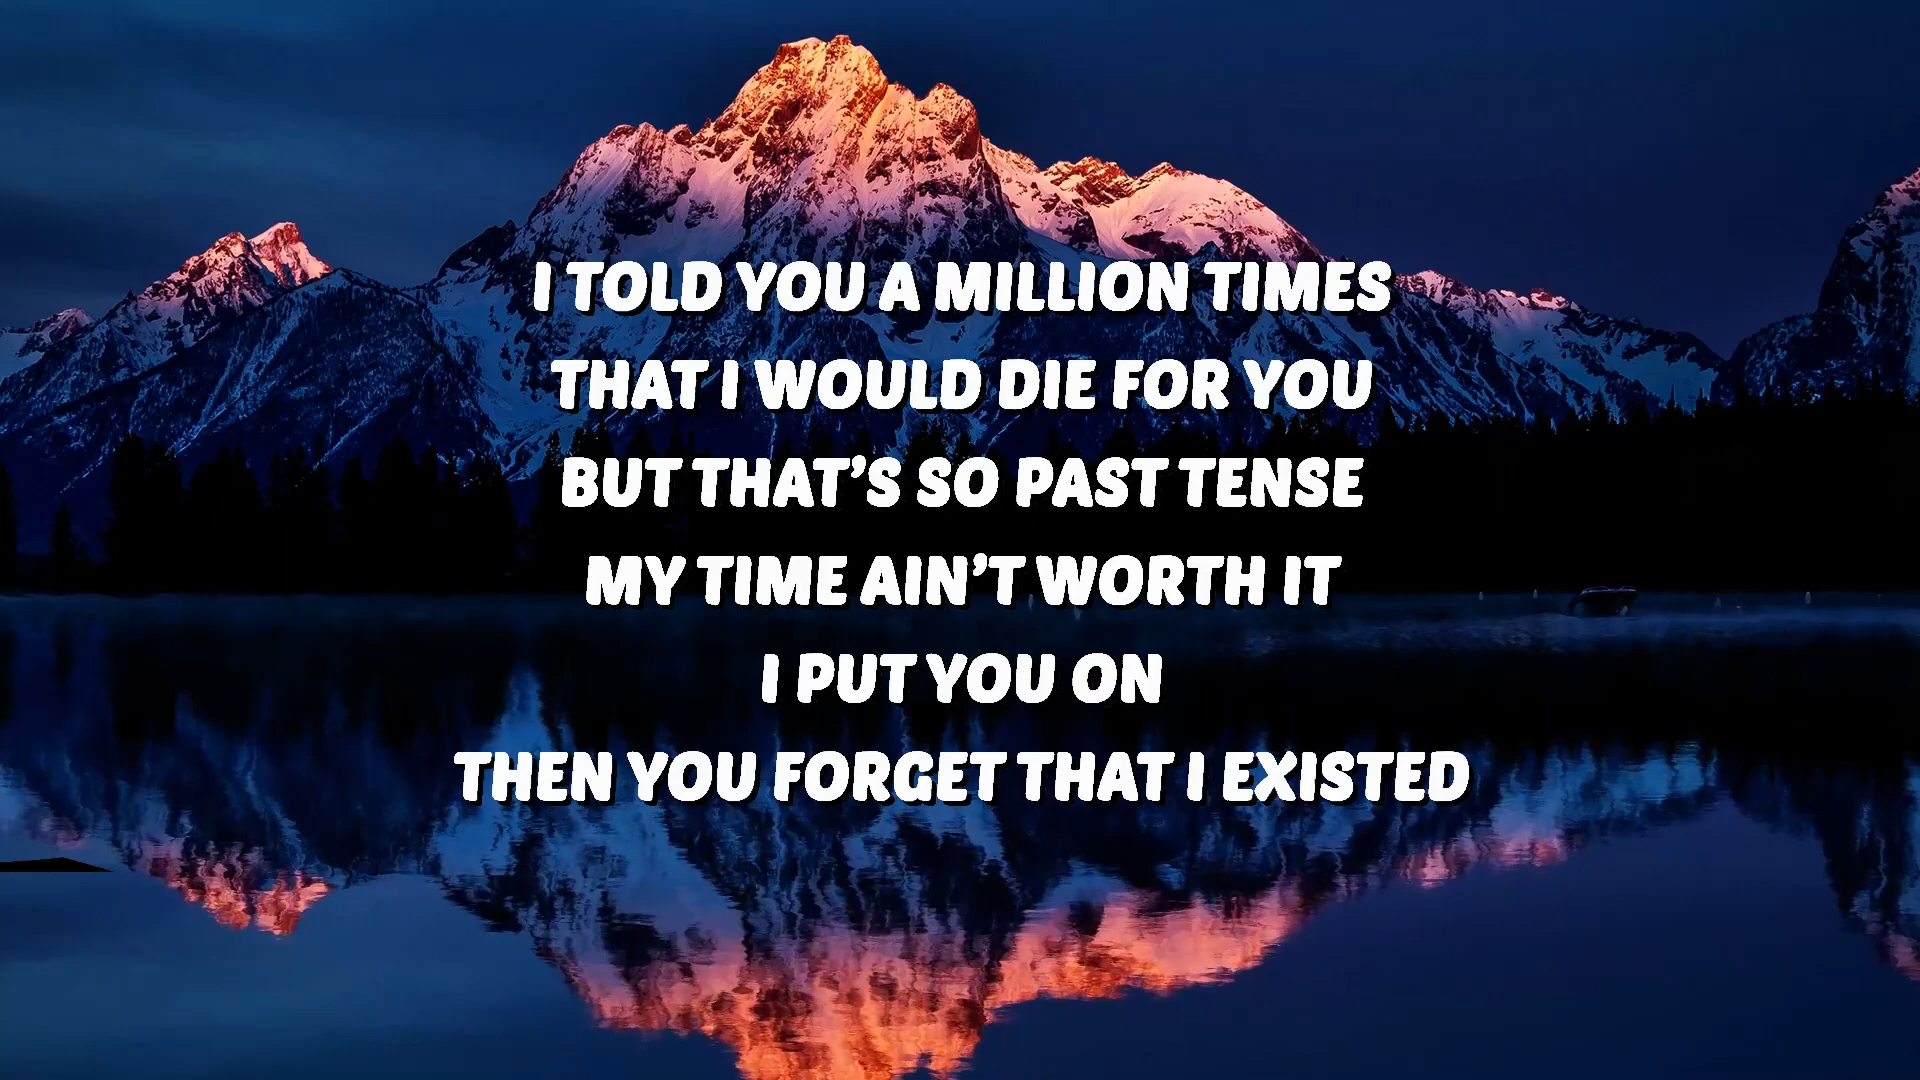 I TOLD YOU A MILLION TIMES
THAT I WOULD DIE FOR YOU
BUT THAT’S SO PAST TENSE
MY TIME AIN’T WORTH IT
I PUT YOU ON
THEN YOU FORGET THAT I EXISTED